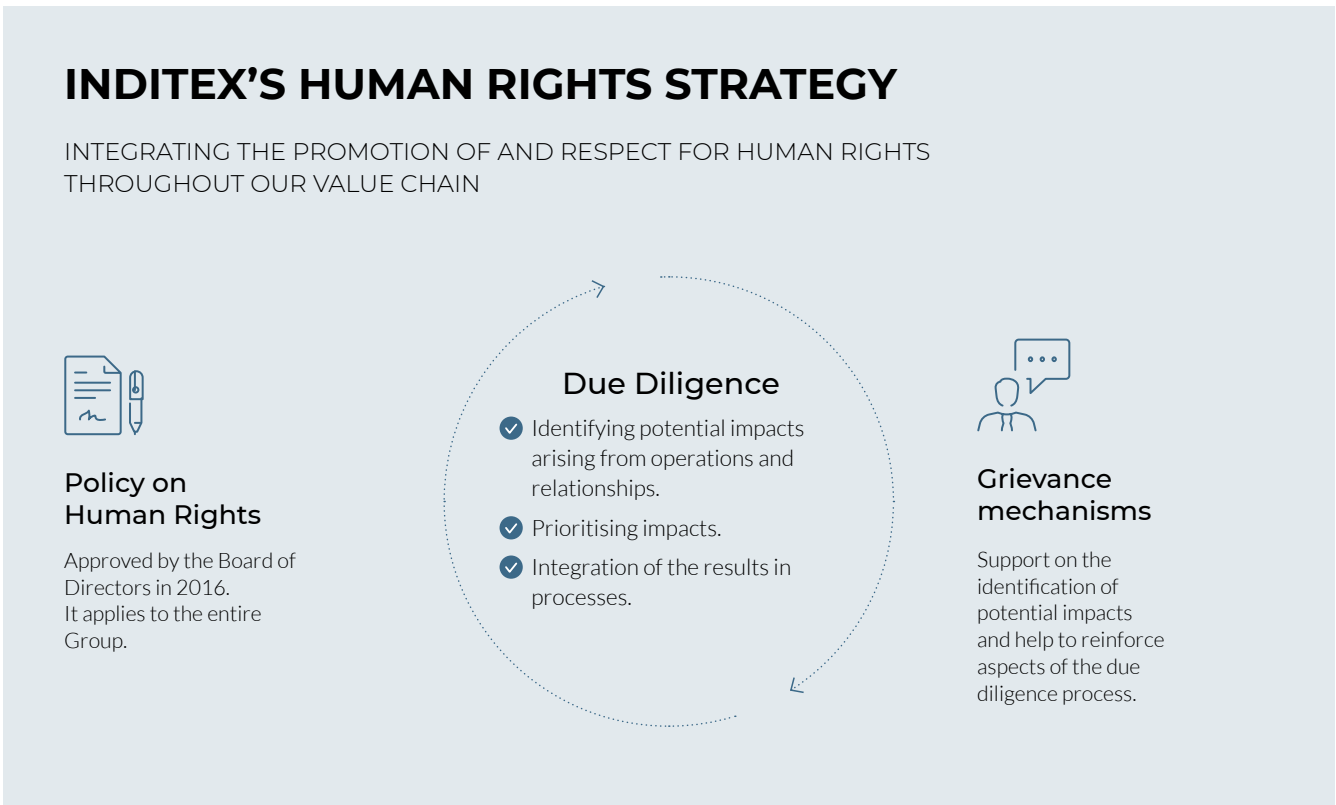 INDITEX’S HUMAN RIGHTS STRATEGY
INTEGRATING THE PROMOTION OF AND RESPECT FOR HUMAN RIGHTS
THROUGHOUT OUR VALUE CHAIN
Policy on
Human Rights
Approved by the Board of
Directors in 2016.
It applies to the entire
Group.
Due Diligence
Identifying potential impacts
arising from operations and
relationships.
Prioritising impacts.
Integration of the results in
processes.
Grievance
mechanisms
Support on the
identification of
potential impacts
and help to reinforce
aspects of the due
diligence process.